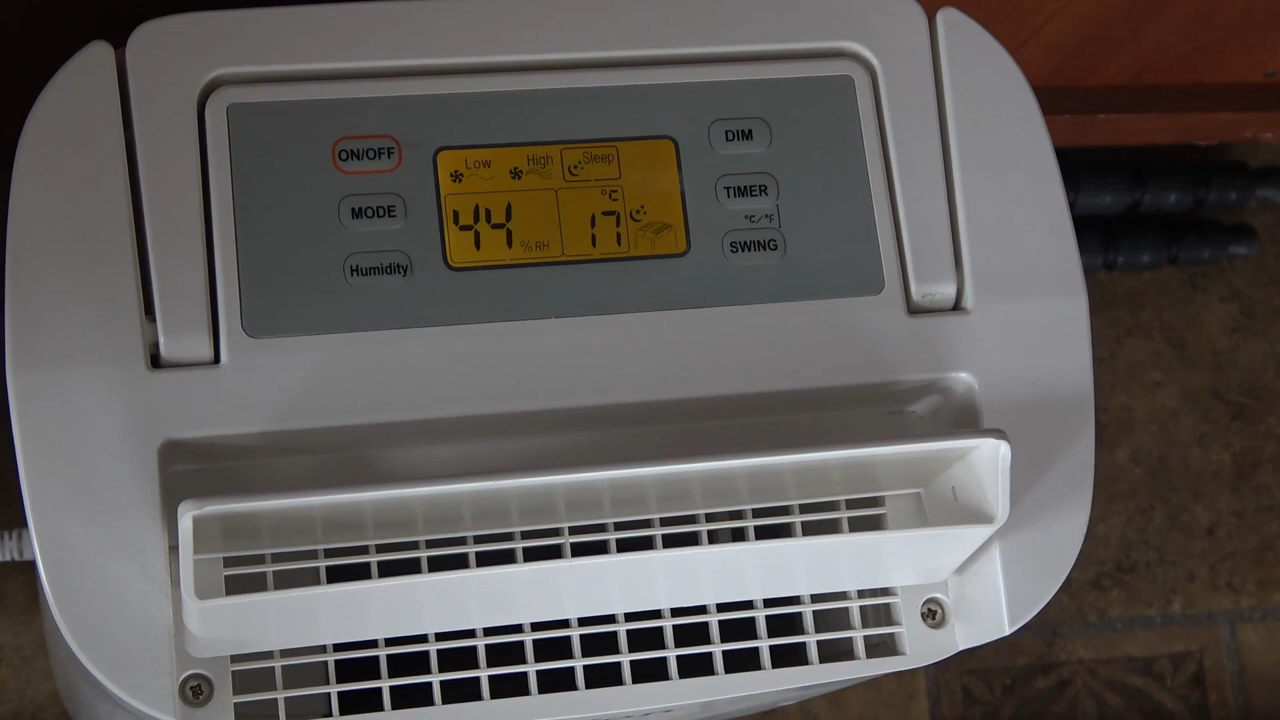 ON/OFF
MODE
Humidity
Low
High
Sleep
44 %RH
17 °C
DIM
TIMER
°C/°F
SWING